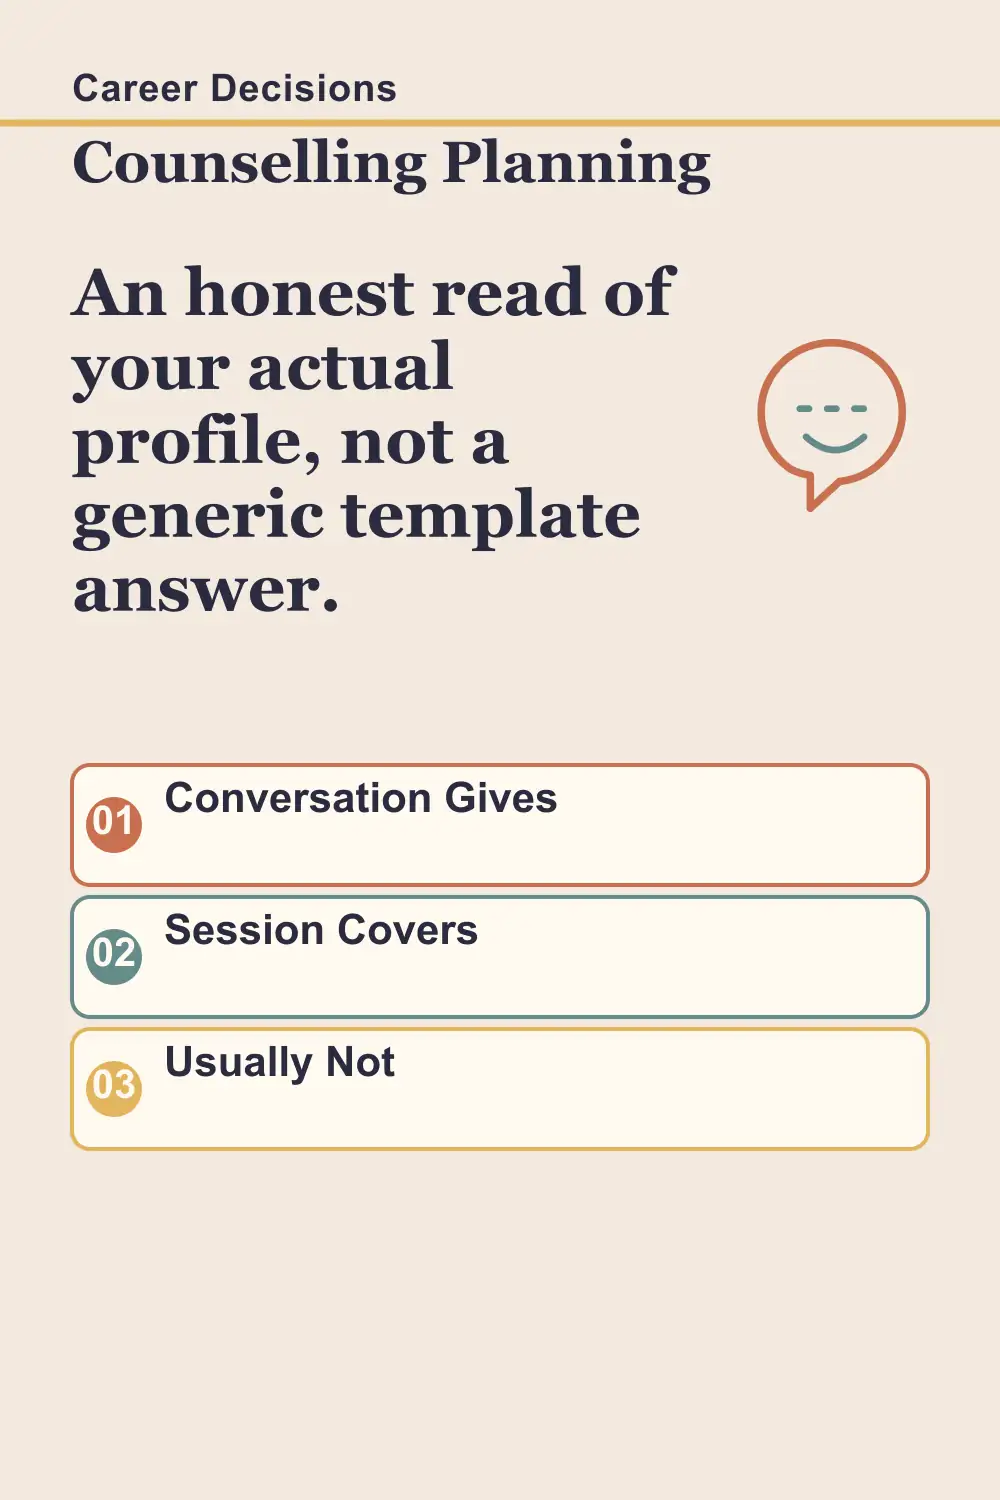 Career Decisions
Counselling Planning
An honest read of
your actual
profile, not a
generic template
answer.
01
Conversation Gives
02
Session Covers
03
Usually Not